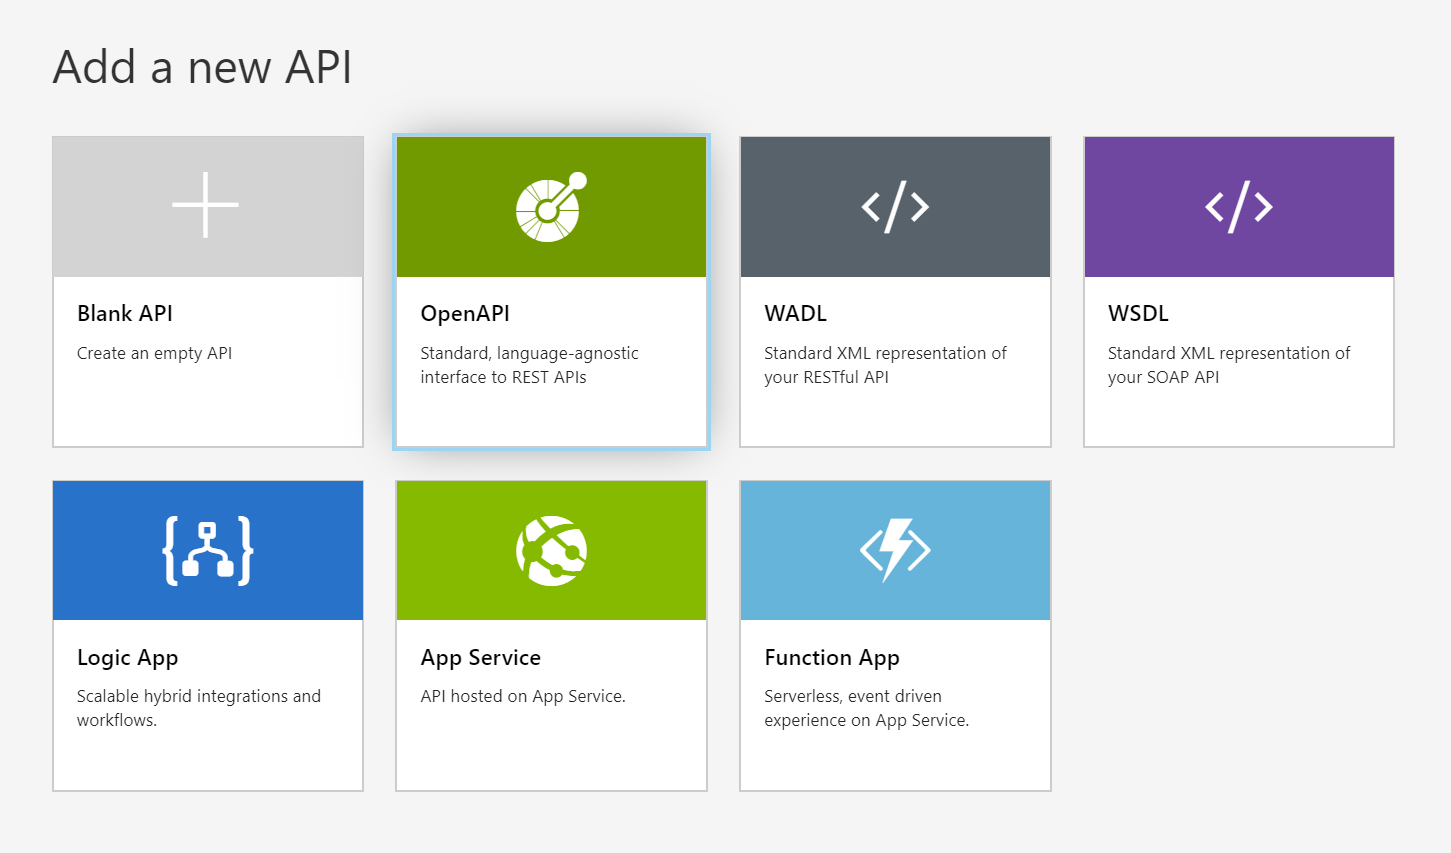 Add a new API
Blank API
Create an empty API
OpenAPI
Standard, language-agnostic
interface to REST APIs
WADL
Standard XML representation of
your RESTful API
WSDL
Standard XML representation of
your SOAP API
Logic App
Scalable hybrid integrations and
workflows.
App Service
API hosted on App Service.
Function App
Serverless, event driven
experience on App Service.